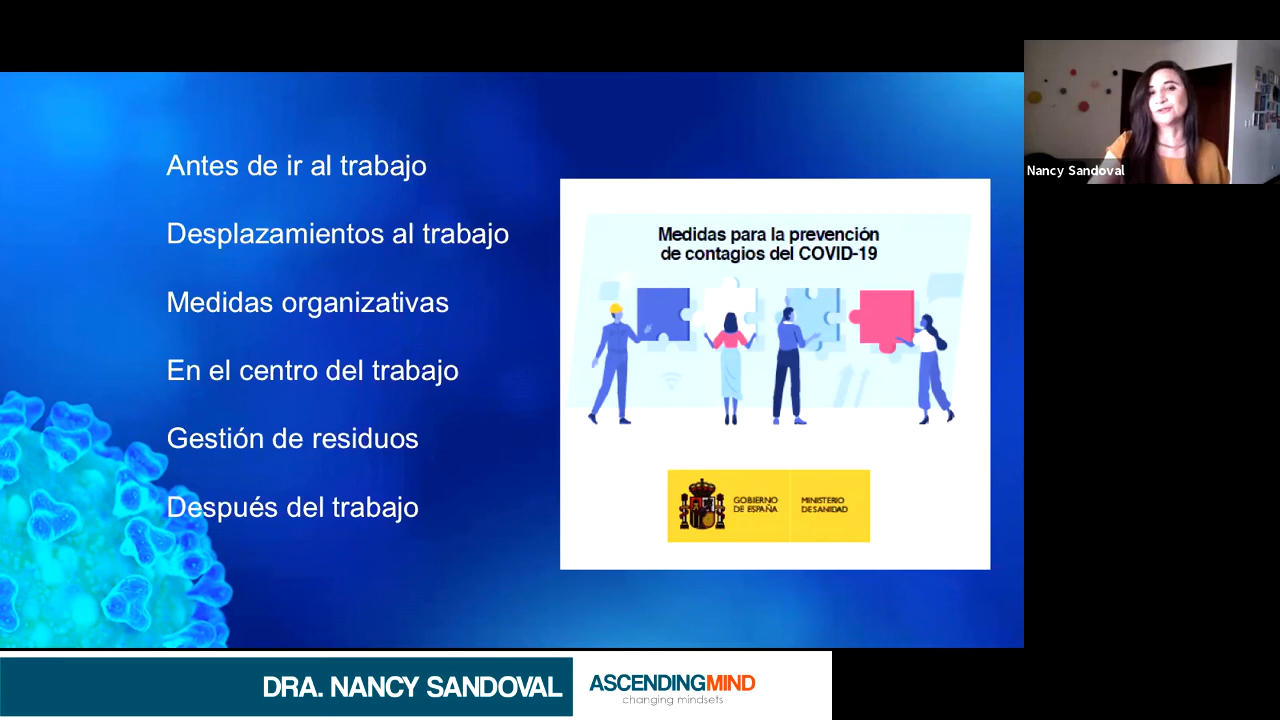 Antes de ir al trabajo
Desplazamientos al trabajo
Medidas organizativas
En el centro del trabajo
Gestión de residuos
Después del trabajo
Medidas para la prevención
de contagios del COVID-19
GOBIERNO
DE ESPAÑA
MINISTERIO
DE SANIDAD
Nancy Sandoval
DRA. NANCY SANDOVAL
ASCENDINGMIND
changing mindsets